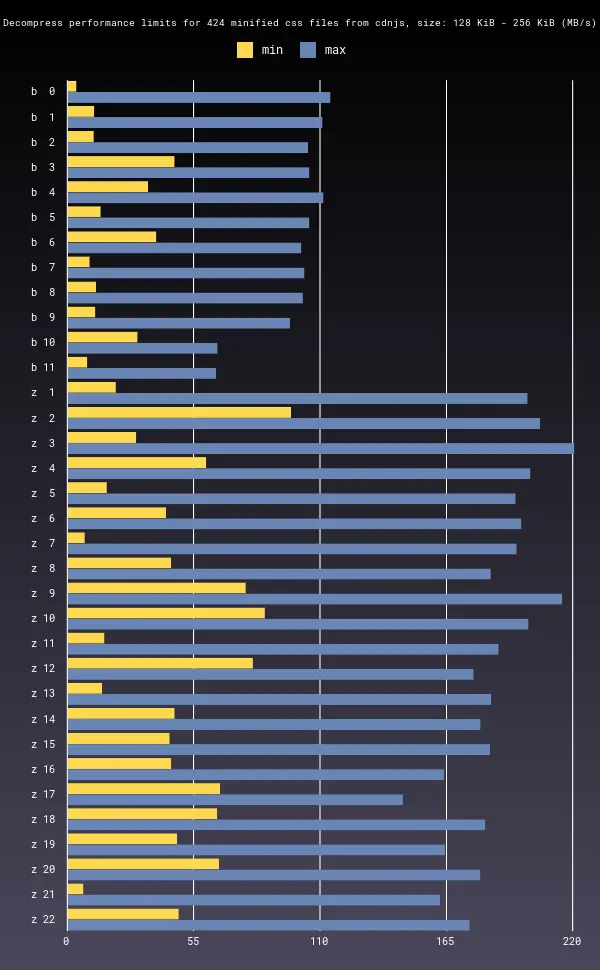 Decompress performance limits for 424 minified css files from cdnjs, size: 128 KiB - 256 KiB (MB/s)
min max
b 0
b 1
b 2
b 3
b 4
b 5
b 6
b 7
b 8
b 9
b 10
b 11
z 1
z 2
z 3
z 4
z 5
z 6
z 7
z 8
z 9
z 10
z 11
z 12
z 13
z 14
z 15
z 16
z 17
z 18
z 19
z 20
z 21
z 22
0 55 110 165 220